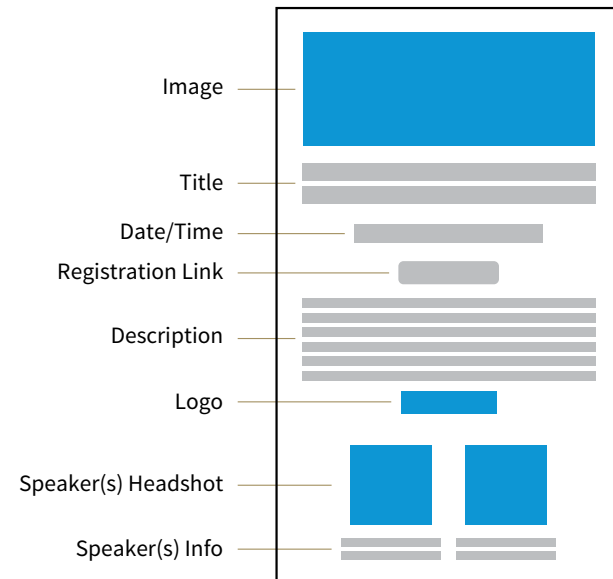 Image
Title
Date/Time
Registration Link
Description
Logo
Speaker(s) Headshot
Speaker(s) Info